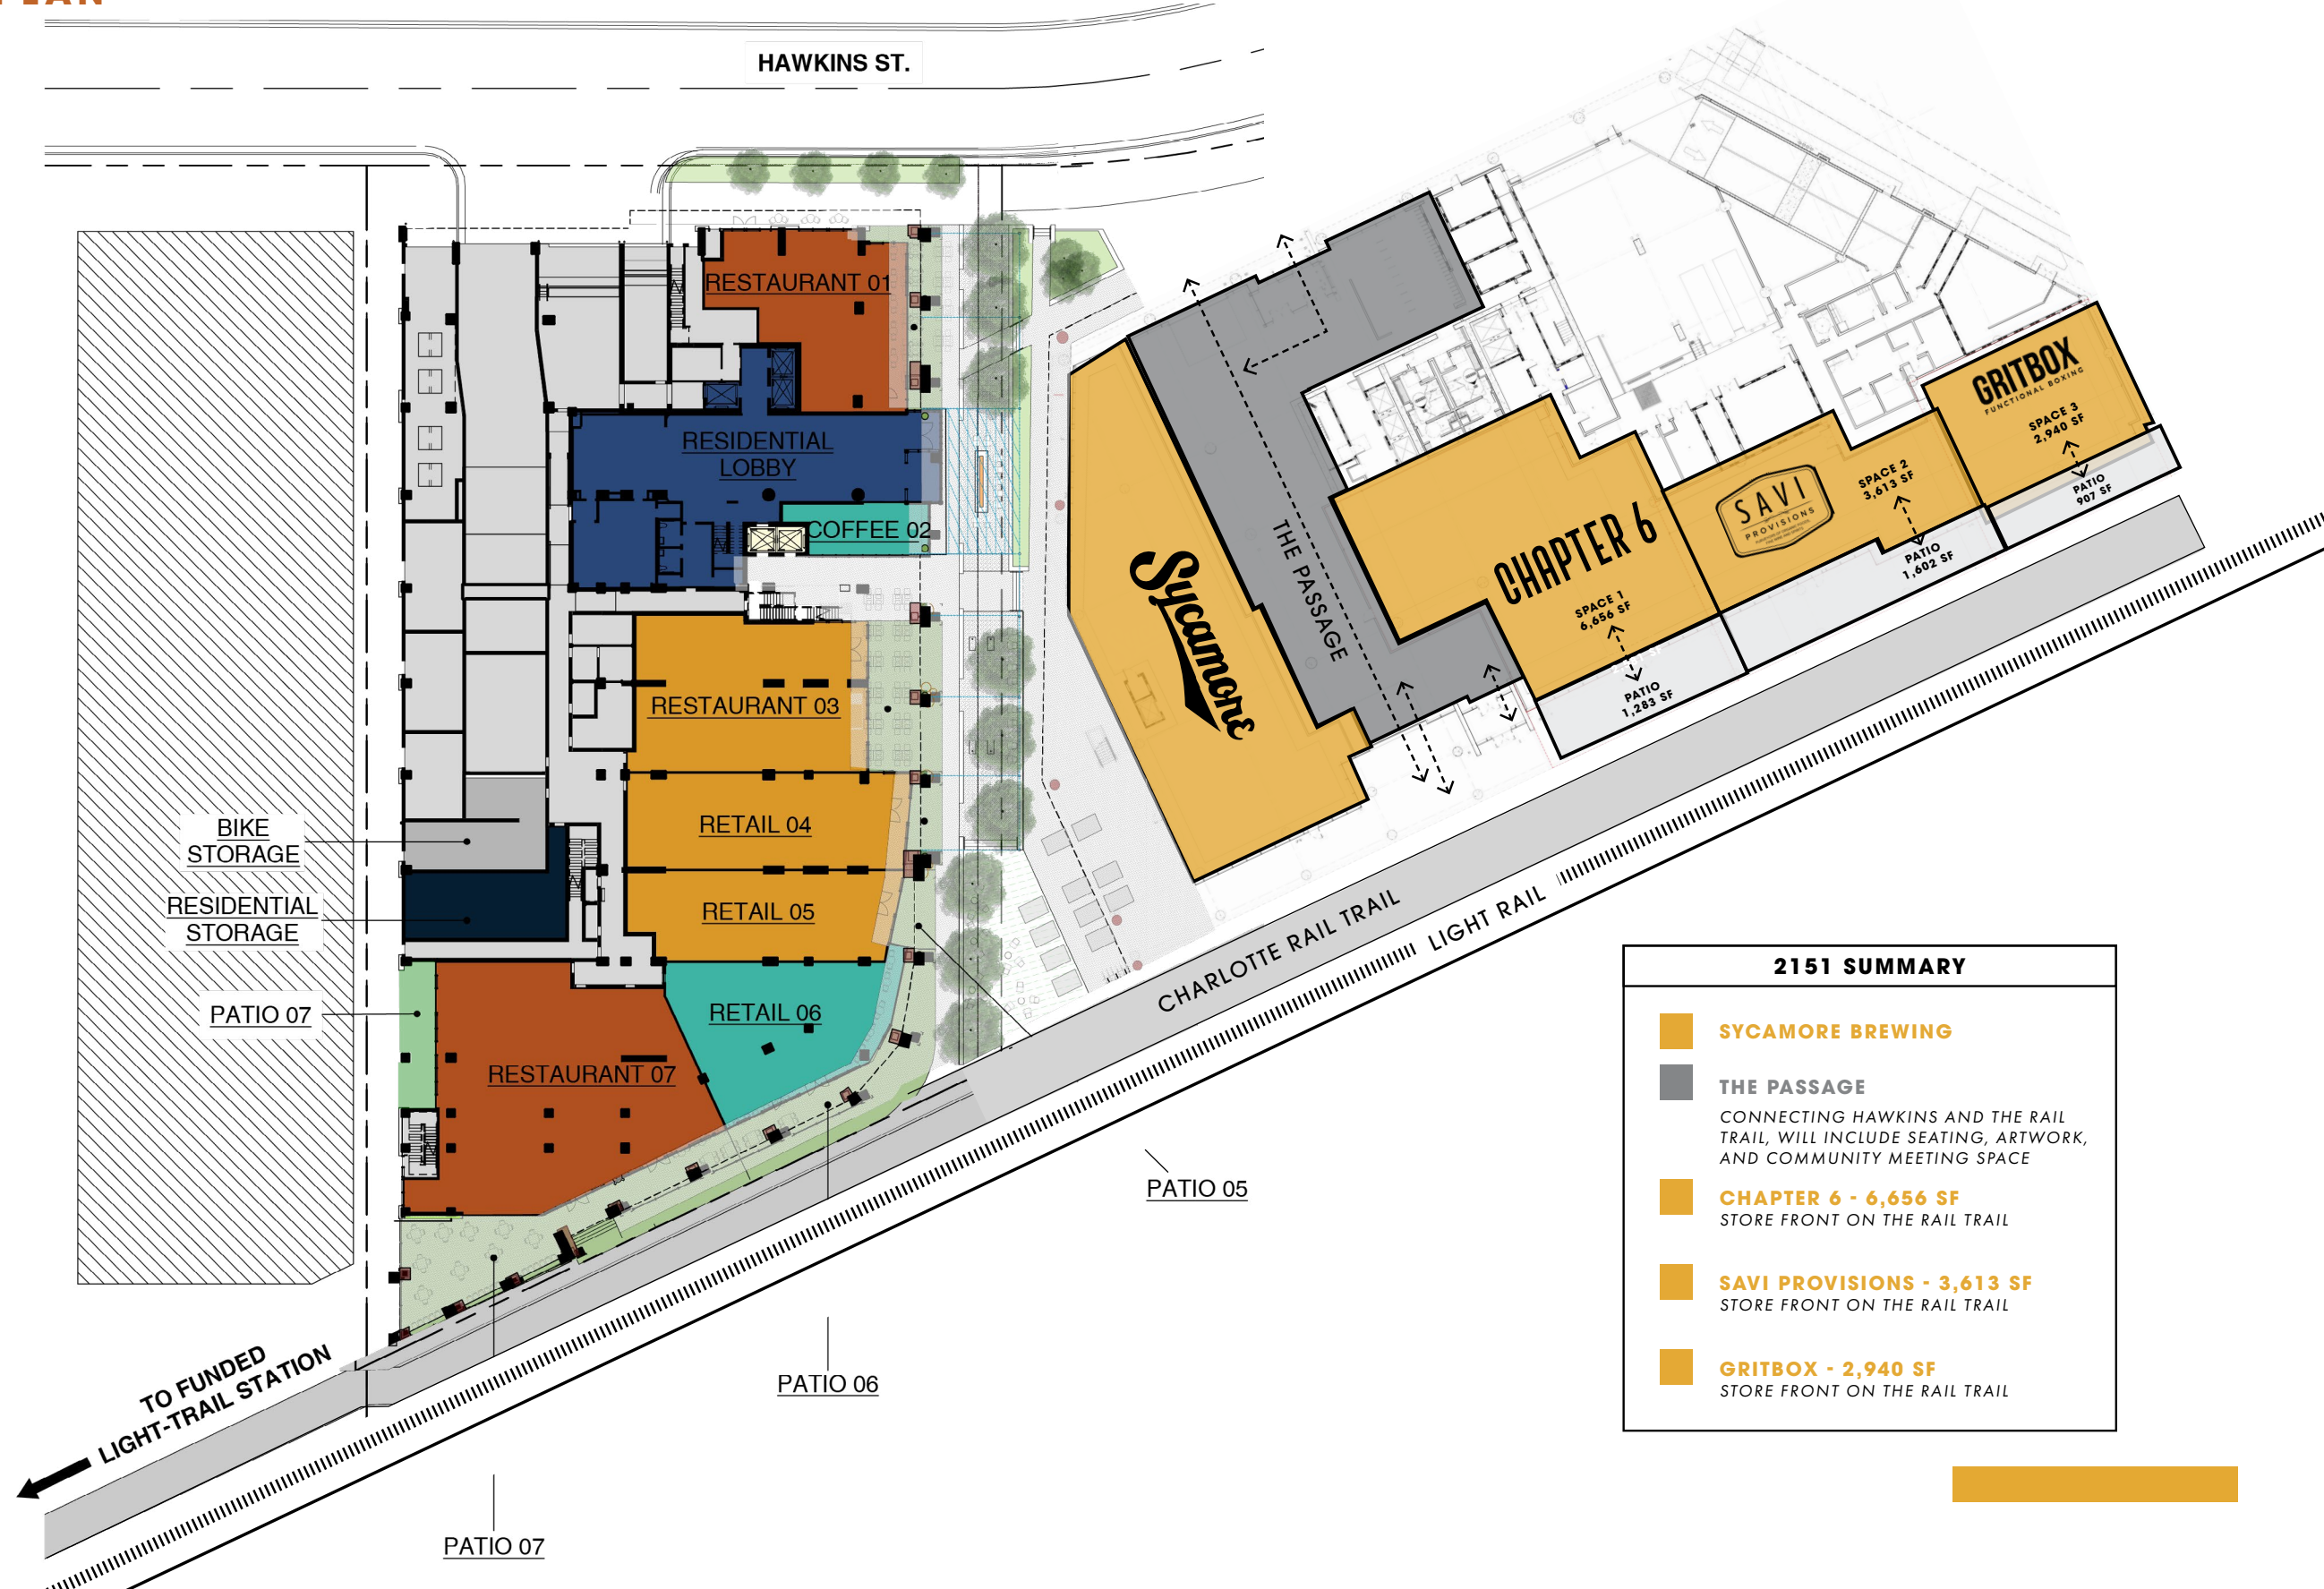 PLAN
HAWKINS ST.
RESTAURANT 01
RESIDENTIAL
LOBBY
COFFEE 02
RESTAURANT 03
RETAIL 04
RETAIL 05
RETAIL 06
RESTAURANT 07
BIKE
STORAGE
RESIDENTIAL
STORAGE
PATIO 07
PATIO 05
PATIO 06
PATIO 07
TO FUNDED
LIGHT-TRAIL STATION
Sycamore
THE PASSAGE
CHAPTER 6
SPACE 1
6,656 SF
PATIO
1,283 SF
SAVI
PROVISIONS
SPACE 2
3,613 SF
PATIO
1,602 SF
GRITBOX
FUNCTIONAL BOXING
SPACE 3
2,940 SF
PATIO
907 SF
CHARLOTTE RAIL TRAIL
LIGHT RAIL
2151 SUMMARY
SYCAMORE BREWING
THE PASSAGE
CONNECTING HAWKINS AND THE RAIL
TRAIL, WILL INCLUDE SEATING, ARTWORK,
AND COMMUNITY MEETING SPACE
CHAPTER 6 - 6,656 SF
STORE FRONT ON THE RAIL TRAIL
SAVI PROVISIONS - 3,613 SF
STORE FRONT ON THE RAIL TRAIL
GRITBOX - 2,940 SF
STORE FRONT ON THE RAIL TRAIL